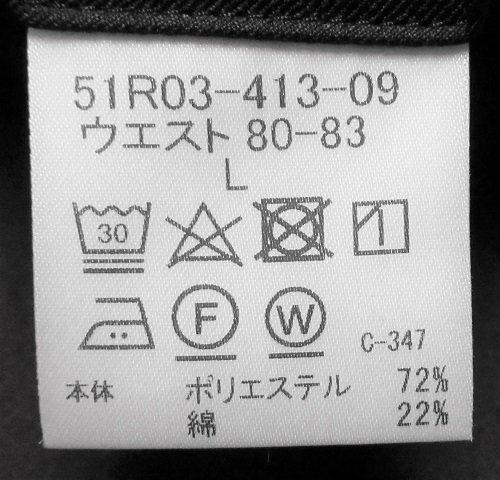 51R03-413-09
ウエスト 80-83
L
30
F W C-347
本体 ポリエステル 72%
綿 22%